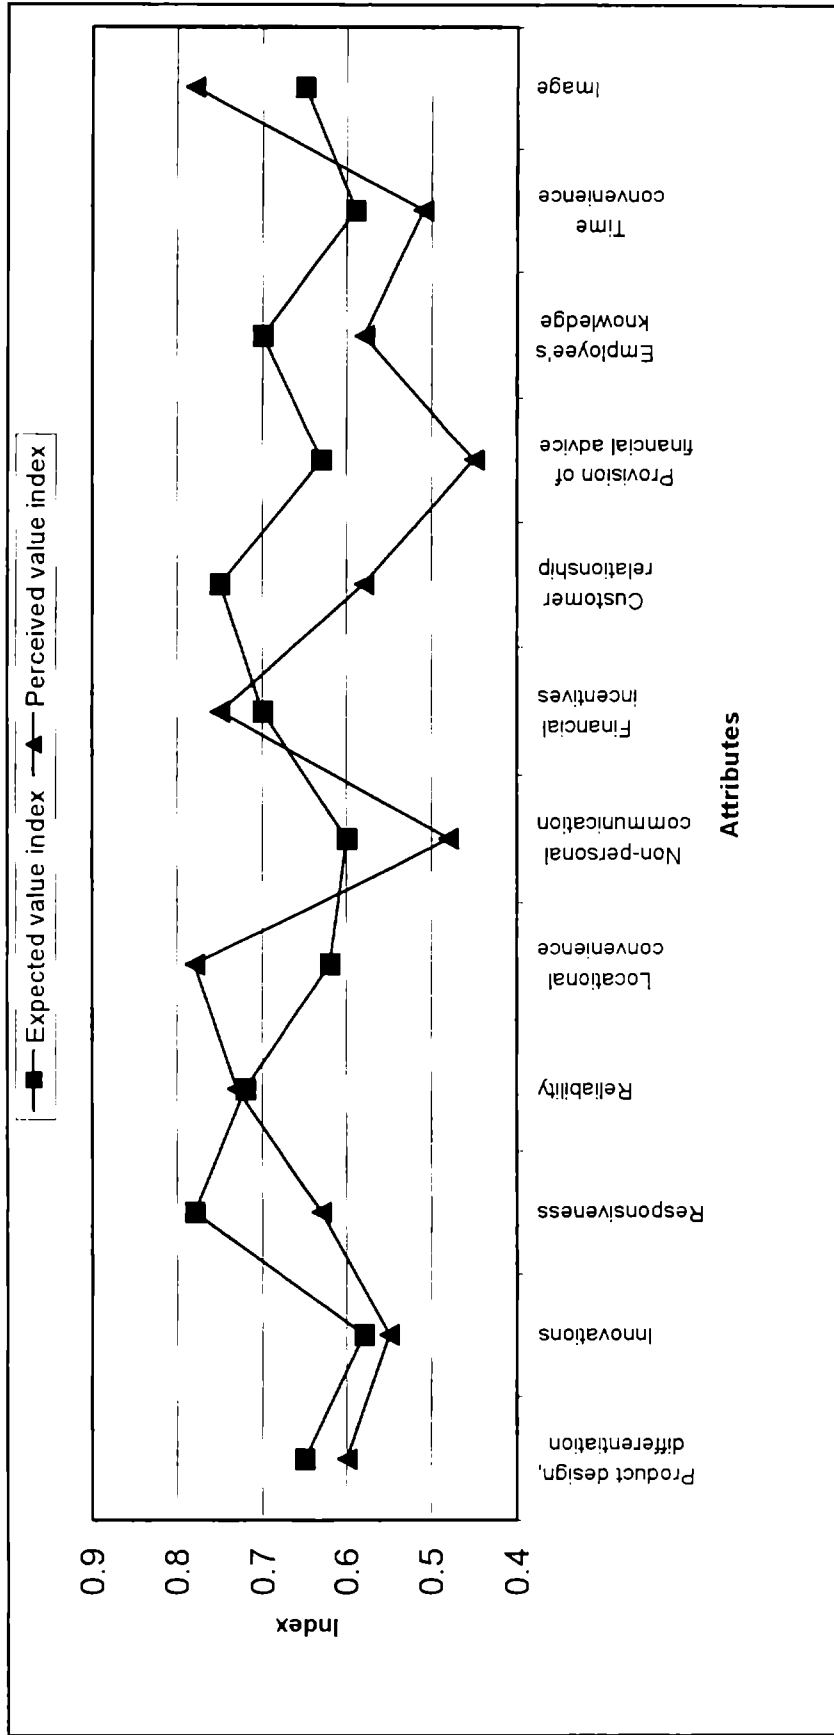 Expected value index
Perceived value index
0.9
0.8
0.7
0.6
0.5
0.4
Index
Product design,
differentiation
Innovations
Responsiveness
Reliability
Locational
convenience
Non-personal
communication
Financial
incentives
Customer
relationship
Provision of
financial advice
Employee's
knowledge
Time
convenience
Image
Attributes